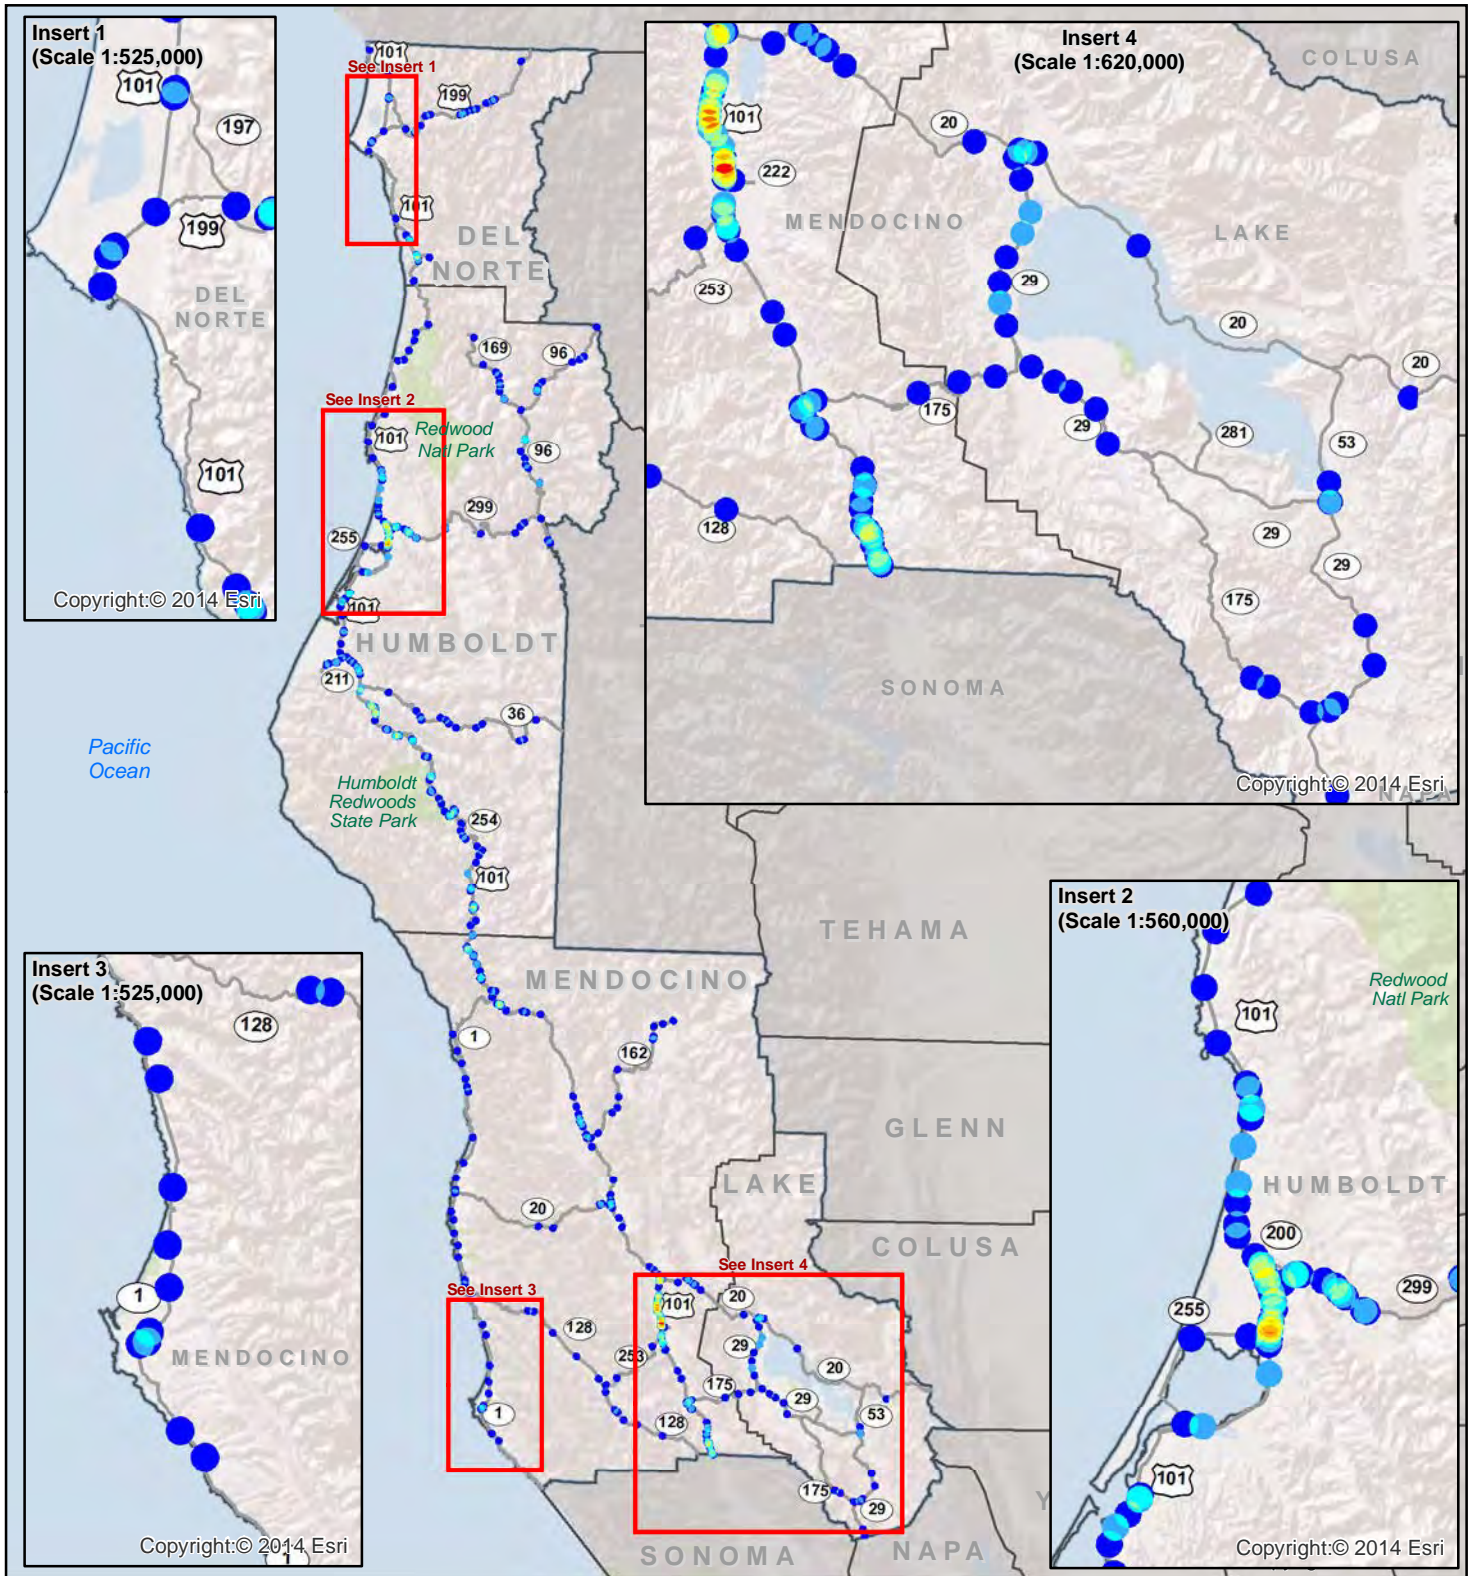 Insert 1
(Scale 1:525,000)
101
197
199
DEL
NORTE
101
Copyright:© 2014 Esri
101
See Insert 1
199
101
DEL
NORTE
169
96
See Insert 2
101
Redwood
Natl Park
96
299
255
101
HUMBOLDT
211
36
Pacific
Ocean
Humboldt
Redwoods
State Park
254
101
Insert 4
(Scale 1:620,000)
COLUSA
101
20
222
MENDOCINO
LAKE
253
29
20
20
175
29
281
53
128
29
29
175
SONOMA
Copyright:© 2014 Esri
NAPA
TEHAMA
MENDOCINO
1
162
GLENN
LAKE
20
COLUSA
See Insert 4
See Insert 3
101
20
128
253
29
20
175
29
1
128
53
175
29
SONOMA
NAPA
Y
Insert 3
(Scale 1:525,000)
128
1
MENDOCINO
Copyright:© 2014 Esri
1
Insert 2
(Scale 1:560,000)
Redwood
Natl Park
101
HUMBOLDT
200
299
255
101
Copyright:© 2014 Esri